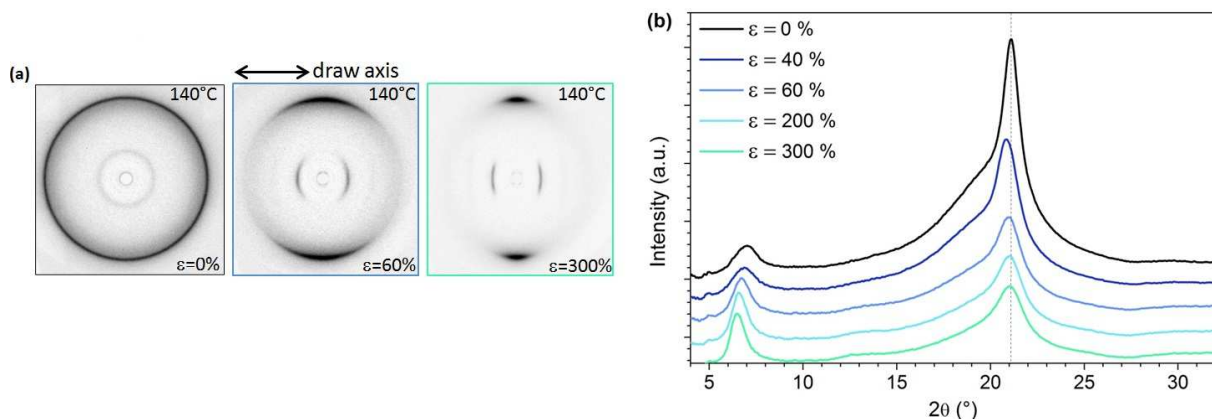 (a)
draw axis
140°C
140°C
140°C
ε=0%
ε=60%
ε=300%
(b)
ε = 0 %
ε = 40 %
ε = 60 %
ε = 200 %
ε = 300 %
Intensity (a.u.)
5 10 15 20 25 30
2θ (°)